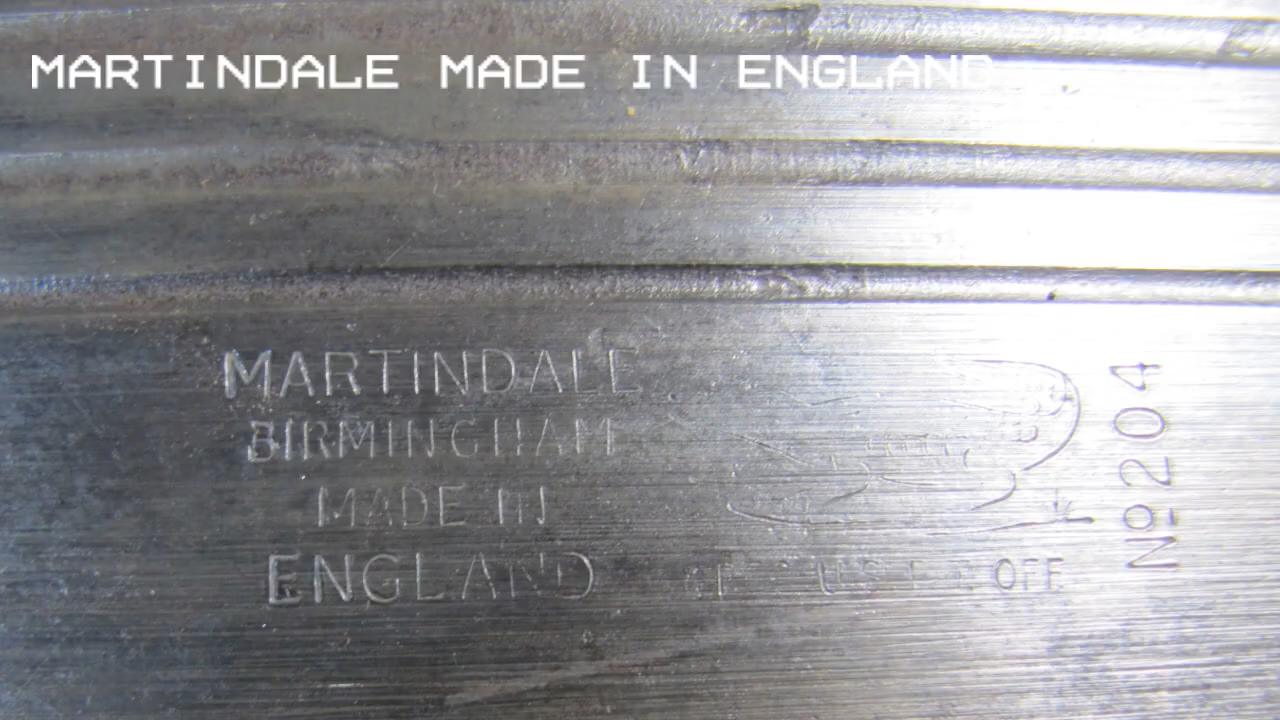 MARTINDALE MADE IN ENGLAND
MARTINDALE
BIRMINGHAM
MADE IN
ENGLAND
OFF
Nº204